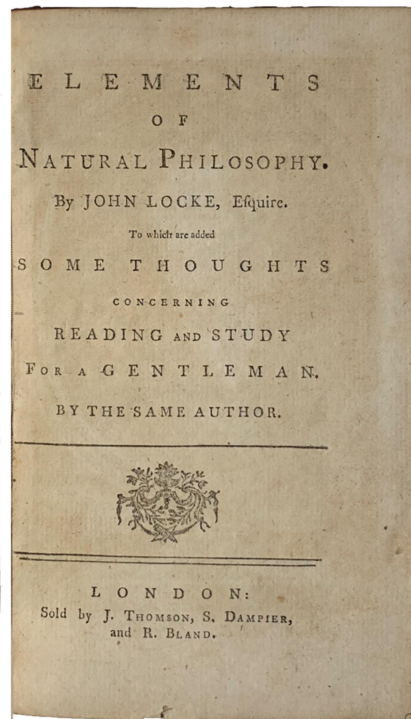 ELEMENTS
OF
NATURAL PHILOSOPHY.
By JOHN LOCKE, Eſquire.
To which are added
SOME THOUGHTS
CONCERNING
READING AND STUDY
FOR A GENTLEMAN.
BY THE SAME AUTHOR.
LONDON:
Sold by J. THOMSON, S. DAMPIER,
and R. BLAND.